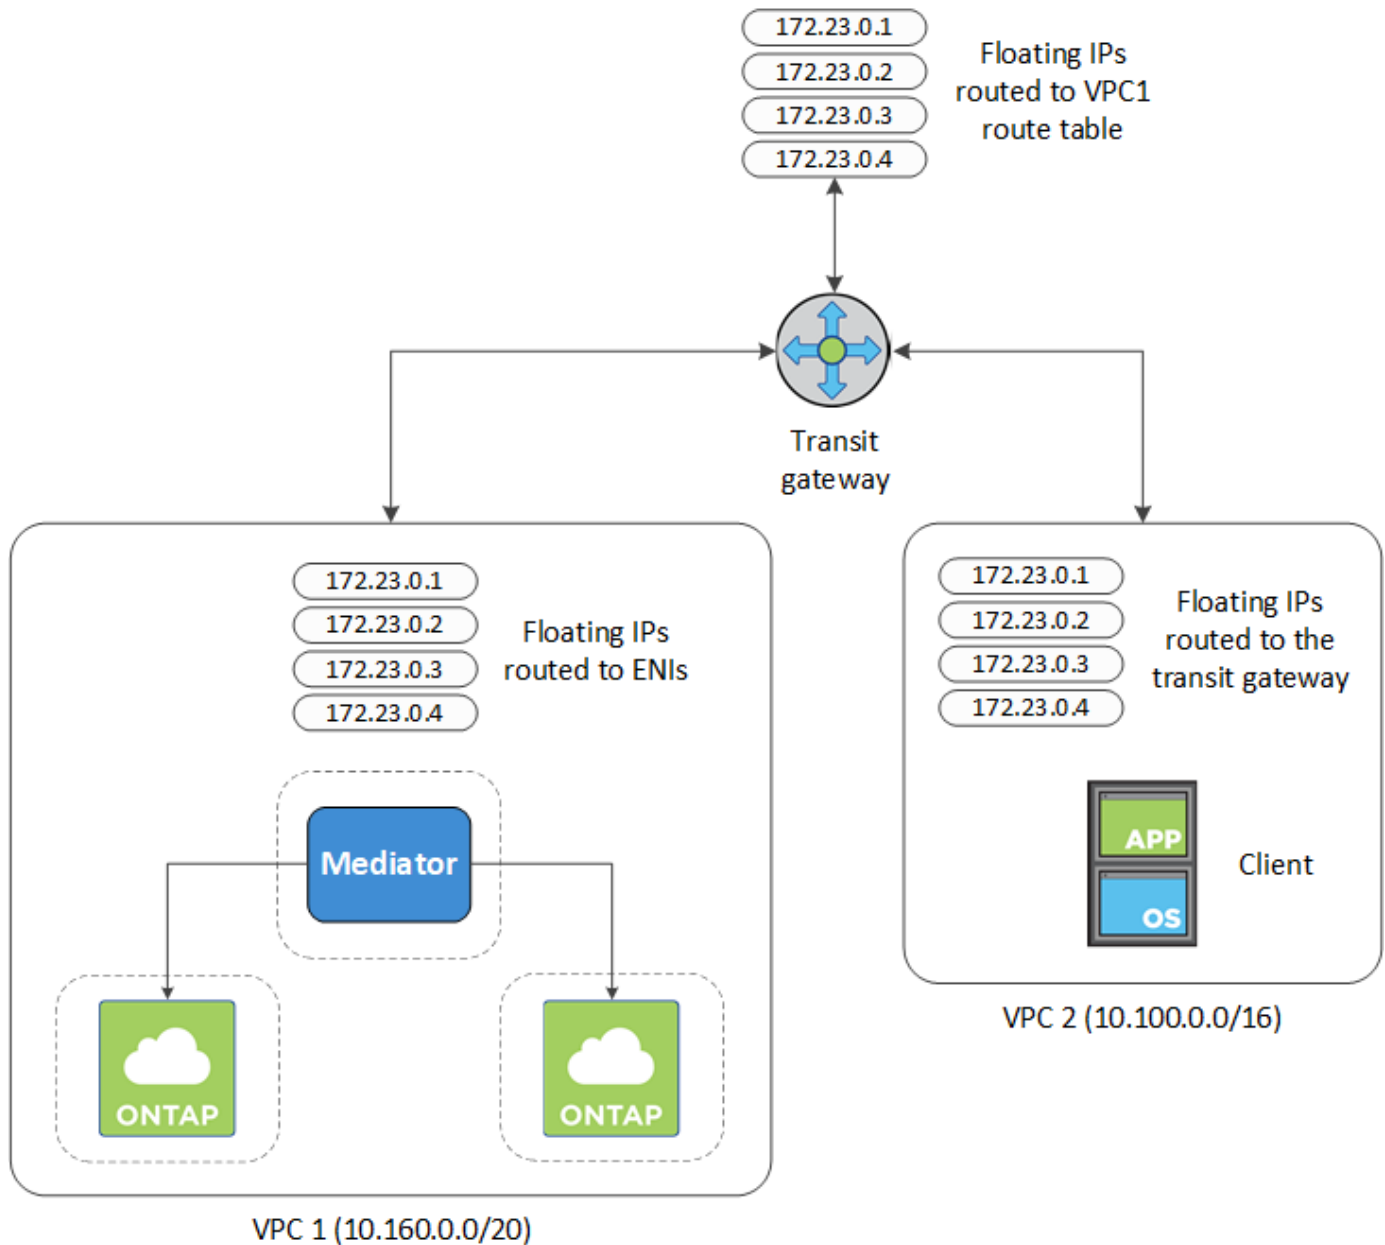 172.23.0.1
172.23.0.2
172.23.0.3
172.23.0.4
Floating IPs
routed to VPC1
route table
Transit
gateway
172.23.0.1
172.23.0.2
172.23.0.3
172.23.0.4
Floating IPs
routed to ENIs
Mediator
ONTAP
ONTAP
VPC 1 (10.160.0.0/20)
172.23.0.1
172.23.0.2
172.23.0.3
172.23.0.4
Floating IPs
routed to the
transit gateway
APP
OS
Client
VPC 2 (10.100.0.0/16)